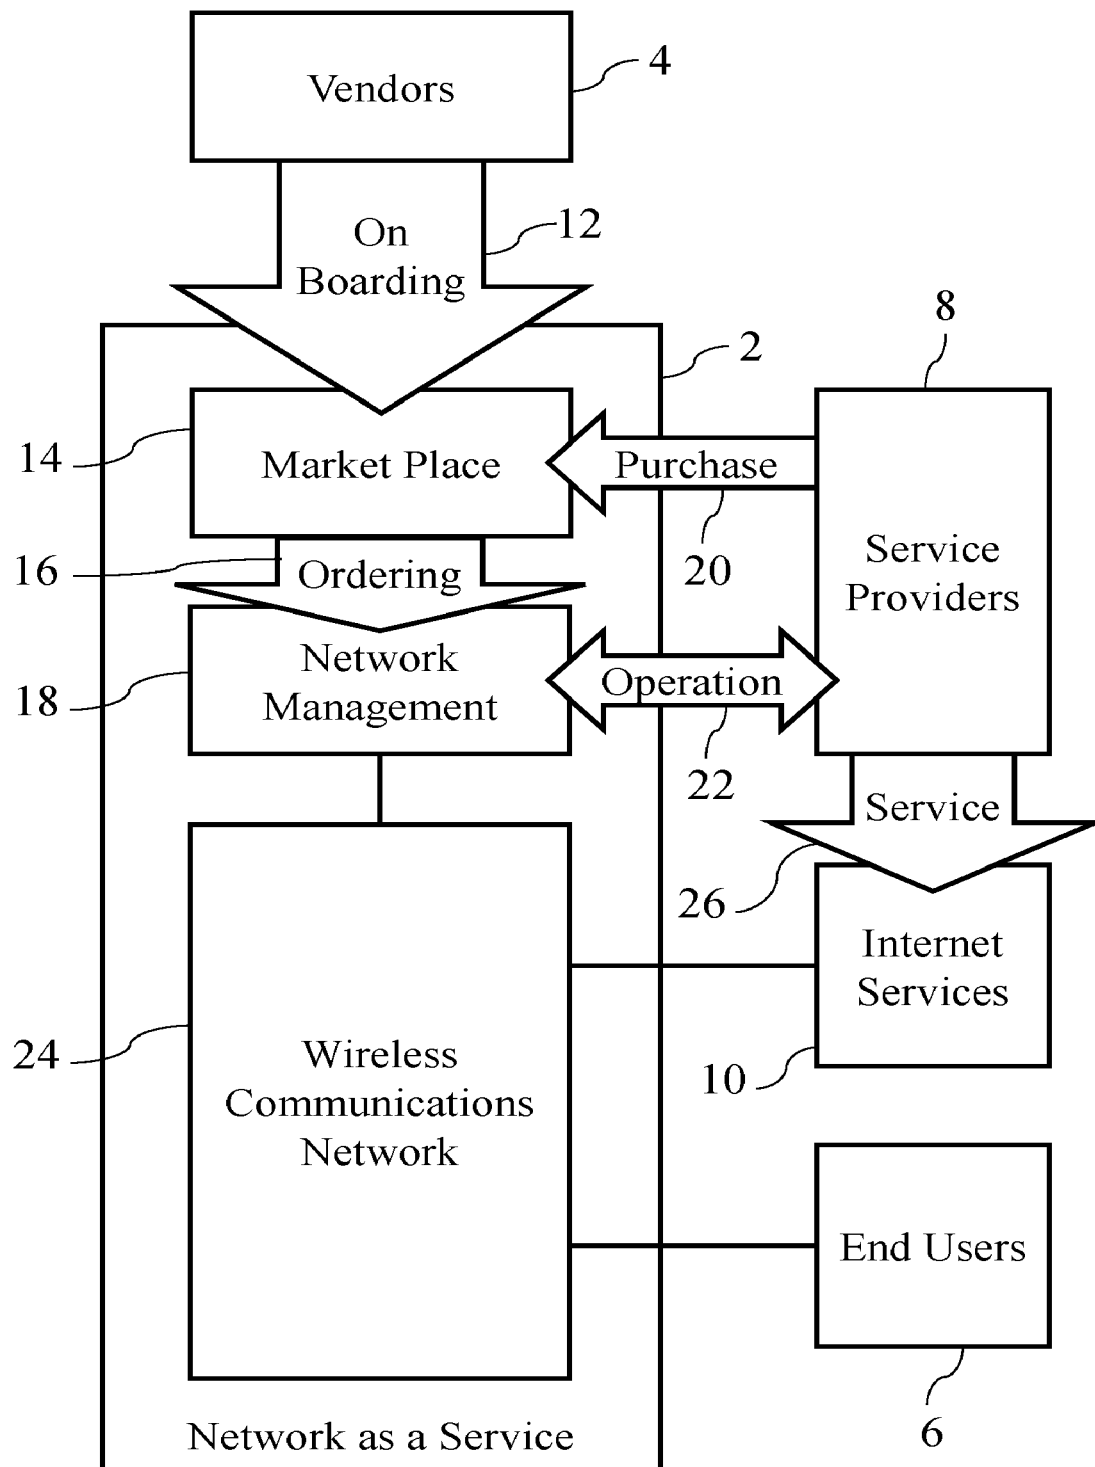 Vendors
4
On
Boarding
12
8
2
14
Market Place
Purchase
20
16
Ordering
Service
Providers
18
Network
Management
Operation
22
Service
26
Internet
Services
10
24
Wireless
Communications
Network
End Users
6
Network as a Service